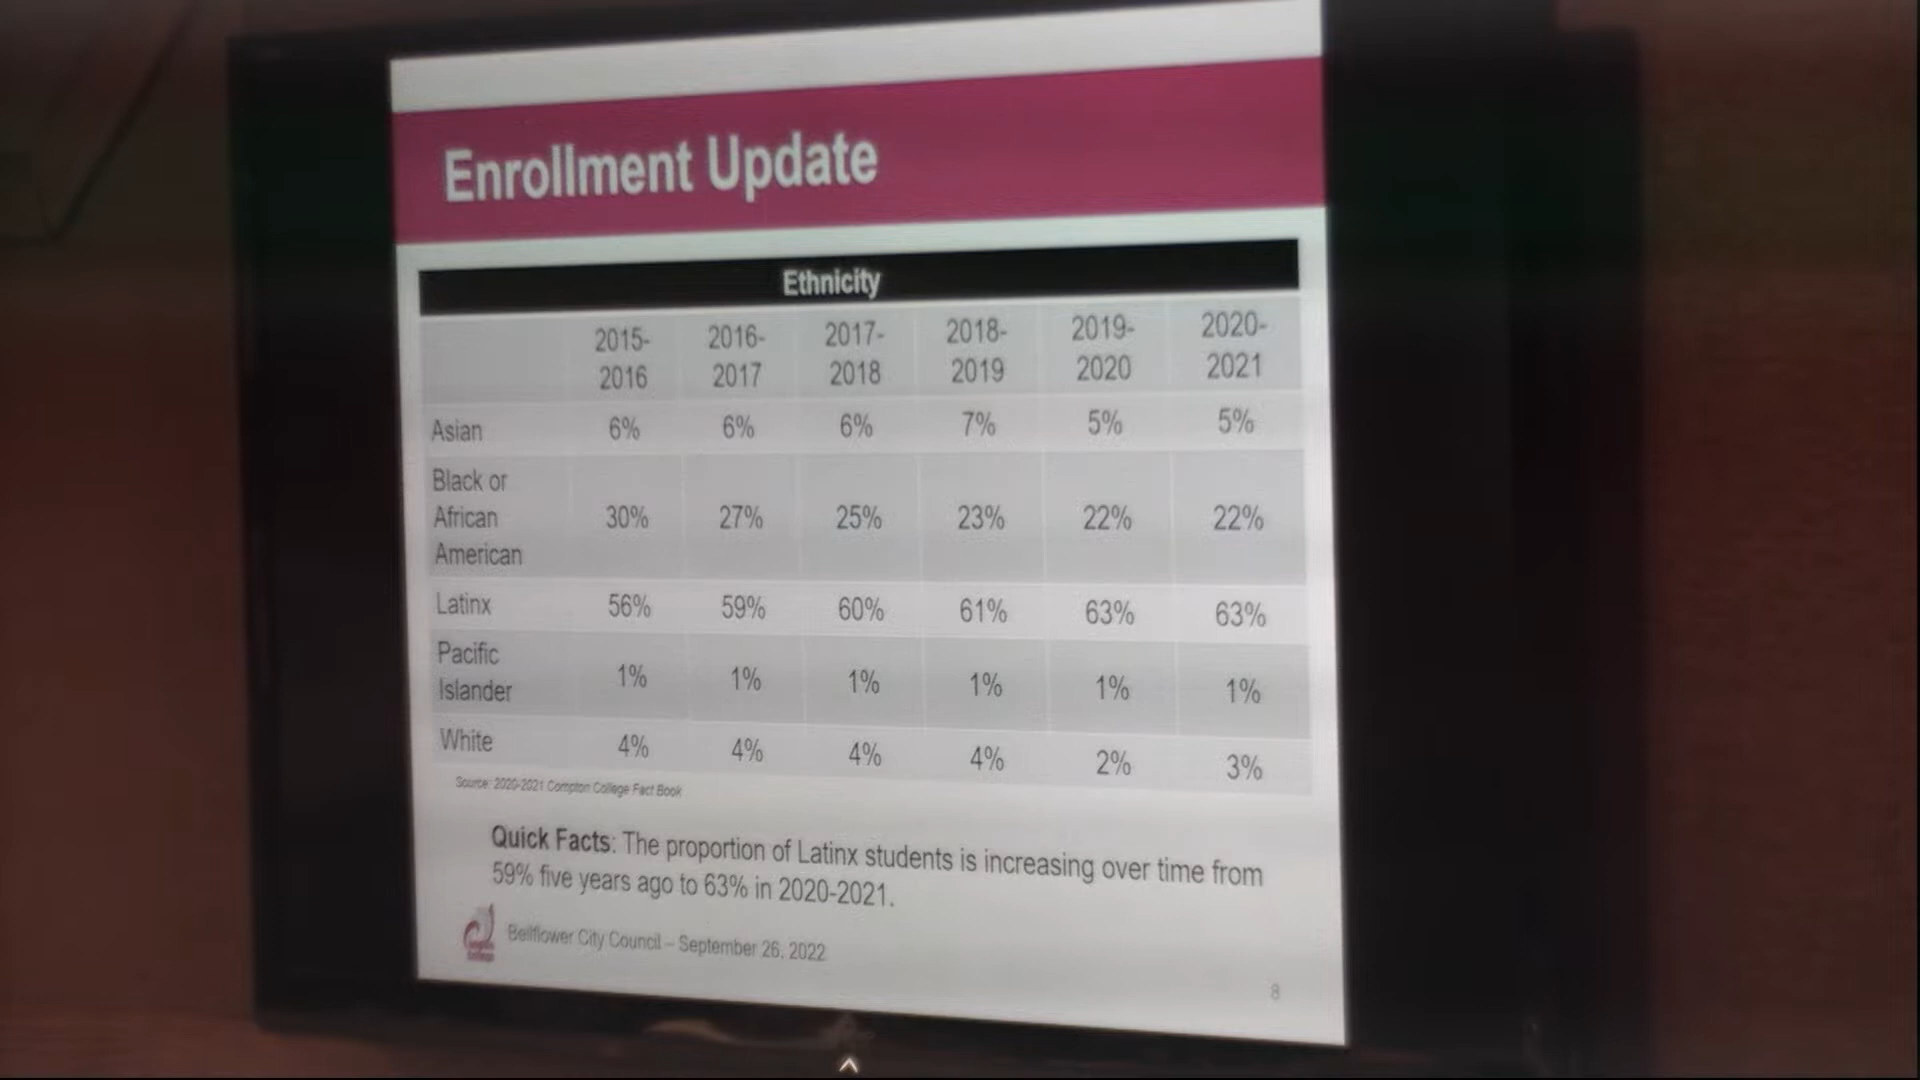 Enrollment Update
Ethnicity
2015-2016 2016-2017 2017-2018 2018-2019 2019-2020 2020-2021
Asian 6% 6% 6% 7% 5% 5%
Black or African American 30% 27% 25% 23% 22% 22%
Latinx 56% 59% 60% 61% 63% 63%
Pacific Islander 1% 1% 1% 1% 1% 1%
White 4% 4% 4% 4% 2% 3%
Source: 2020-2021 Compton College Fact Book
Quick Facts: The proportion of Latinx students is increasing over time from
59% five years ago to 63% in 2020-2021.
Bellflower City Council – September 26, 2022
8